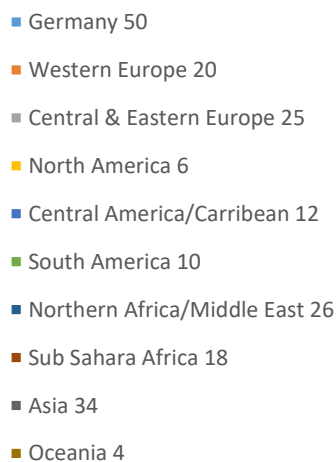 Germany 50
Western Europe 20
Central & Eastern Europe 25
North America 6
Central America/Carribean 12
South America 10
Northern Africa/Middle East 26
Sub Sahara Africa 18
Asia 34
Oceania 4